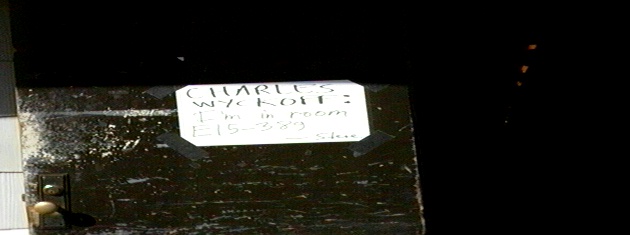 CHARLES
WYCKOFF:
I'm in room
E15-389
— Steve